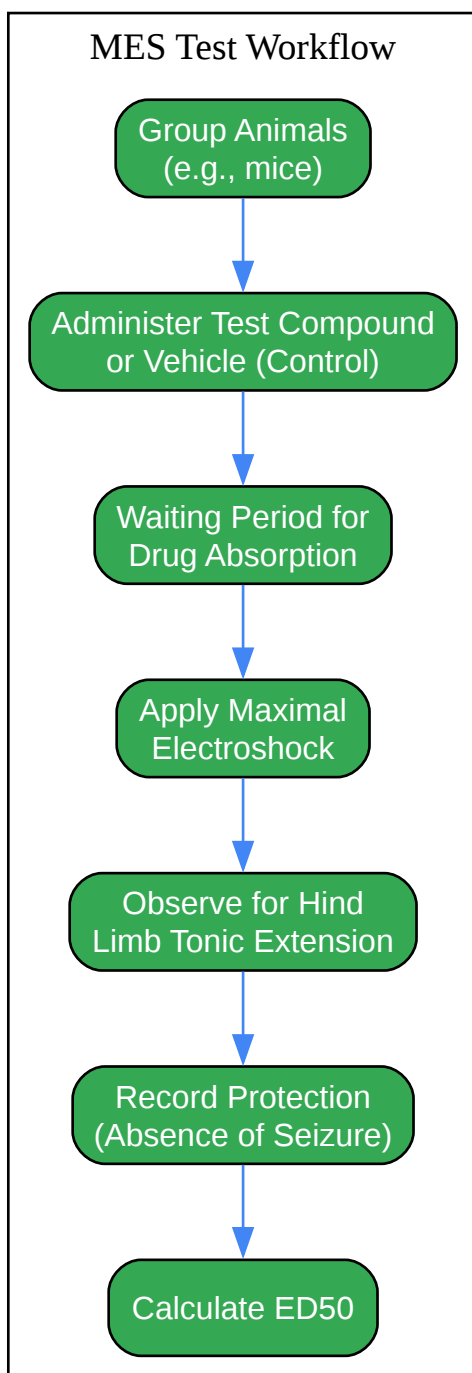 MES Test Workflow
Group Animals
(e.g., mice)
Administer Test Compound
or Vehicle (Control)
Waiting Period for
Drug Absorption
Apply Maximal
Electroshock
Observe for Hind
Limb Tonic Extension
Record Protection
(Absence of Seizure)
Calculate ED50